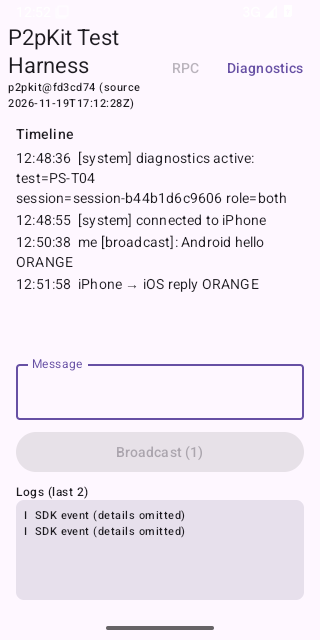 P2pKit Test
Harness
RPC
Diagnostics
p2pkit@fd3cd74 (source
2026-11-19T17:12:28Z)
Timeline
12:48:36 [system] diagnostics active:
test=PS-T04
session=session-b44b1d6c9606 role=both
12:48:55 [system] connected to iPhone
12:50:38 me [broadcast]: Android hello
ORANGE
12:51:58 iPhone → iOS reply ORANGE
Message
Broadcast (1)
Logs (last 2)
I SDK event (details omitted)
I SDK event (details omitted)